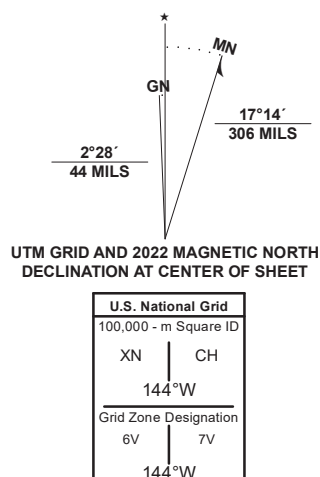 ★
MN
GN
17°14´
306 MILS
2°28´
44 MILS
UTM GRID AND 2022 MAGNETIC NORTH
DECLINATION AT CENTER OF SHEET
U.S. National Grid
100,000 - m Square ID
XN CH
144°W
Grid Zone Designation
6V 7V
144°W